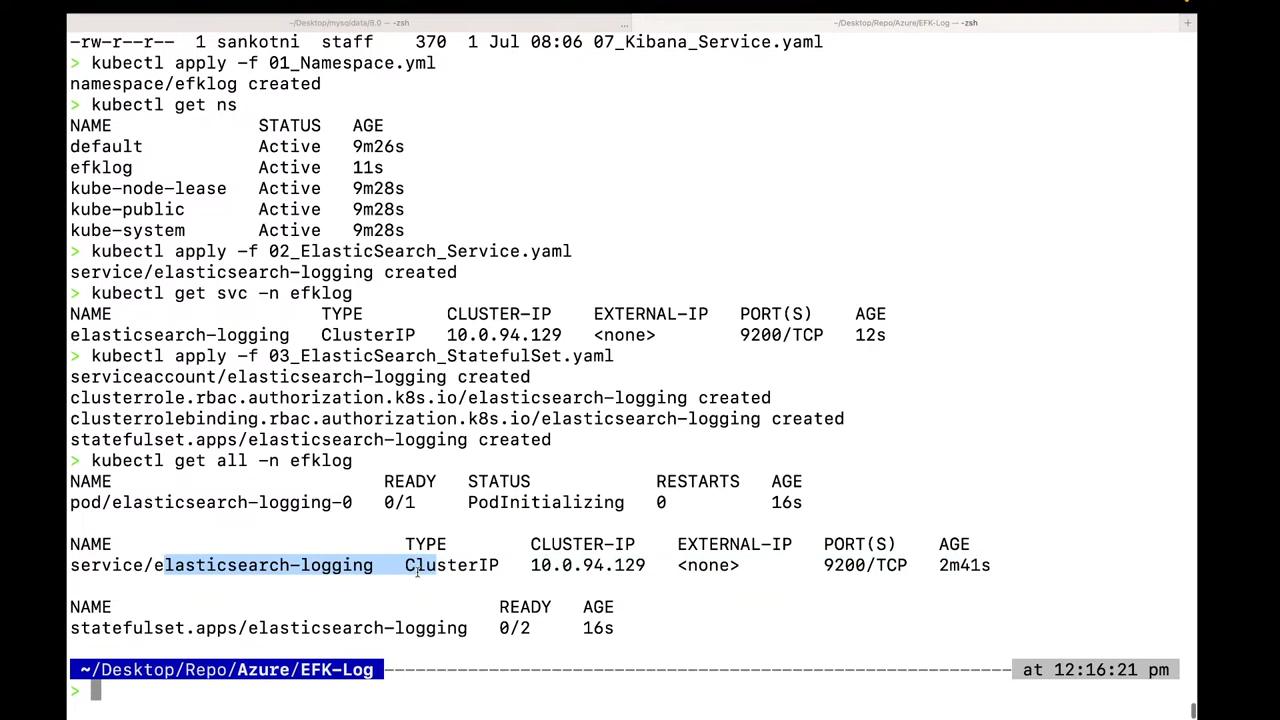 ~/Desktop/mysqldata/8.0 — -zsh ... ~/Desktop/Repo/Azure/EFK-Log — -zsh +
-rw-r--r-- 1 sankotni staff 370 1 Jul 08:06 07_Kibana_Service.yaml
> kubectl apply -f 01_Namespace.yml
namespace/efklog created
> kubectl get ns
NAME STATUS AGE
default Active 9m26s
efklog Active 11s
kube-node-lease Active 9m28s
kube-public Active 9m28s
kube-system Active 9m28s
> kubectl apply -f 02_ElasticSearch_Service.yaml
service/elasticsearch-logging created
> kubectl get svc -n efklog
NAME TYPE CLUSTER-IP EXTERNAL-IP PORT(S) AGE
elasticsearch-logging ClusterIP 10.0.94.129 <none> 9200/TCP 12s
> kubectl apply -f 03_ElasticSearch_StatefulSet.yaml
serviceaccount/elasticsearch-logging created
clusterrole.rbac.authorization.k8s.io/elasticsearch-logging created
clusterrolebinding.rbac.authorization.k8s.io/elasticsearch-logging created
statefulset.apps/elasticsearch-logging created
> kubectl get all -n efklog
NAME READY STATUS RESTARTS AGE
pod/elasticsearch-logging-0 0/1 PodInitializing 0 16s
NAME TYPE CLUSTER-IP EXTERNAL-IP PORT(S) AGE
service/elasticsearch-logging ClusterIP 10.0.94.129 <none> 9200/TCP 2m41s
NAME READY AGE
statefulset.apps/elasticsearch-logging 0/2 16s
~/Desktop/Repo/Azure/EFK-Log at 12:16:21 pm
>